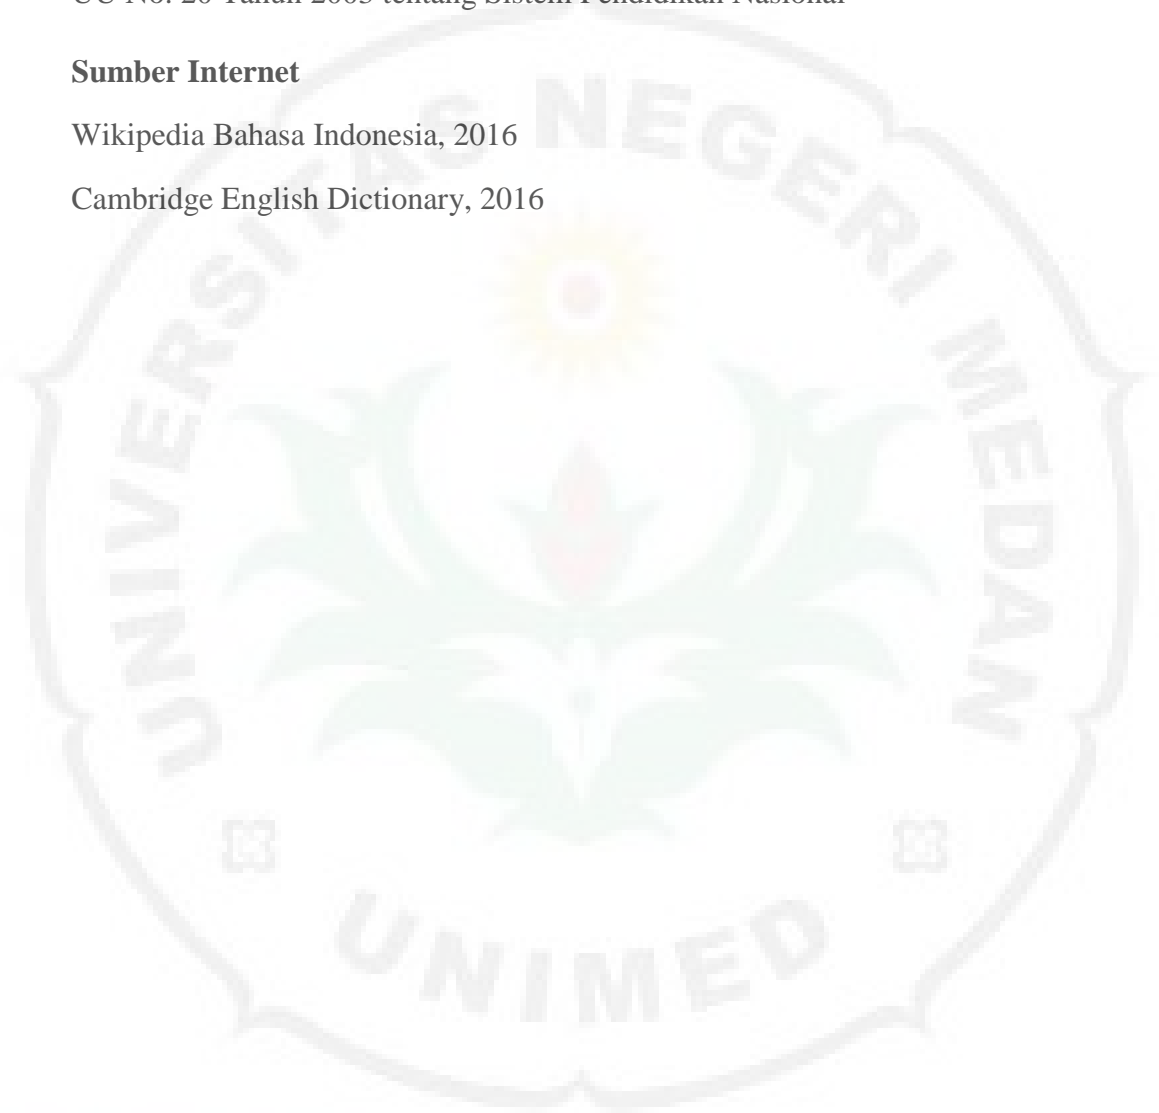 UU No. 20 Tahun 2003 tentang Sistem Pendidikan Nasional
Sumber Internet
Wikipedia Bahasa Indonesia, 2016
Cambridge English Dictionary, 2016
UNIVERSITAS NEGERI MEDAN
UNIMED